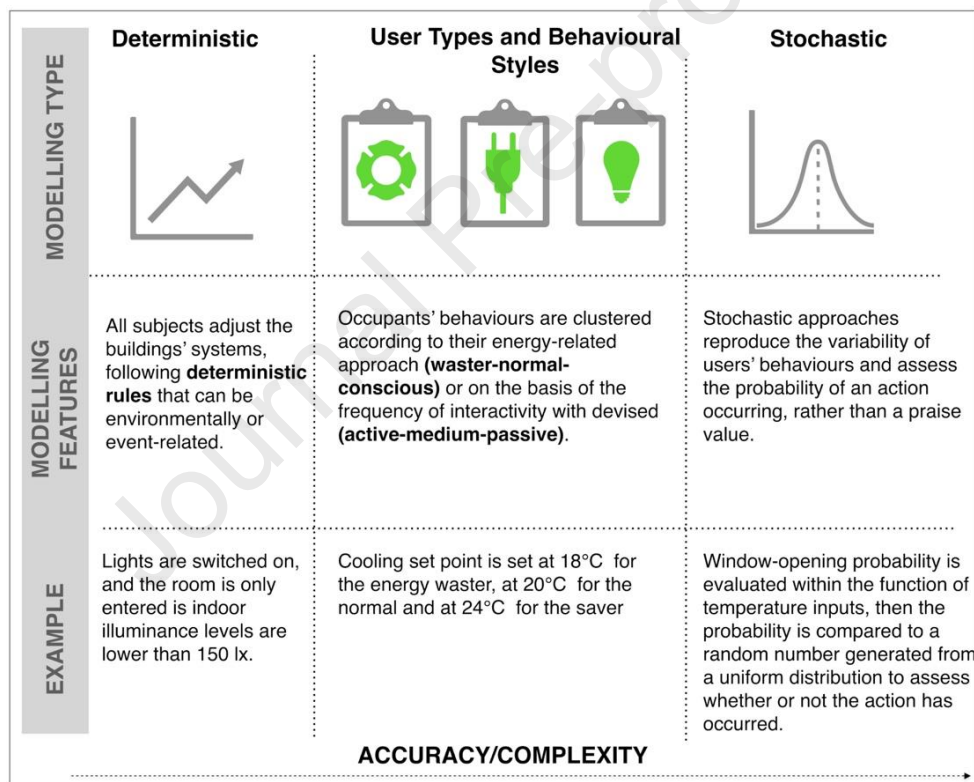 Deterministic
User Types and Behavioural
Styles
Stochastic
MODELLING TYPE
MODELLING
FEATURES
All subjects adjust the
buildings' systems,
following deterministic
rules that can be
environmentally or
event-related.
Occupants' behaviours are clustered
according to their energy-related
approach (waster-normal-
conscious) or on the basis of the
frequency of interactivity with devised
(active-medium-passive).
Stochastic approaches
reproduce the variability of
users' behaviours and assess
the probability of an action
occurring, rather than a praise
value.
EXAMPLE
Lights are switched on,
and the room is only
entered is indoor
illuminance levels are
lower than 150 lx.
Cooling set point is set at 18°C for
the energy waster, at 20°C for the
normal and at 24°C for the saver
Window-opening probability is
evaluated within the function of
temperature inputs, then the
probability is compared to a
random number generated from
a uniform distribution to assess
whether or not the action has
occurred.
ACCURACY/COMPLEXITY
Journal Pre-pro